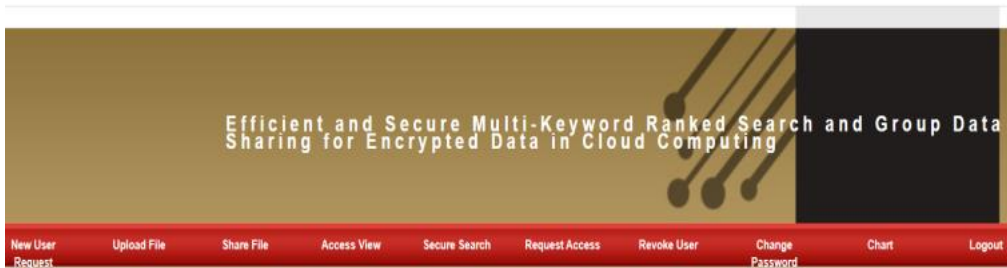 Efficient and Secure Multi-Keyword Ranked Search and Group Data
Sharing for Encrypted Data in Cloud Computing
New User Upload File Share File Access View Secure Search Request Access Revoke User Change Chart Logout
Request Password